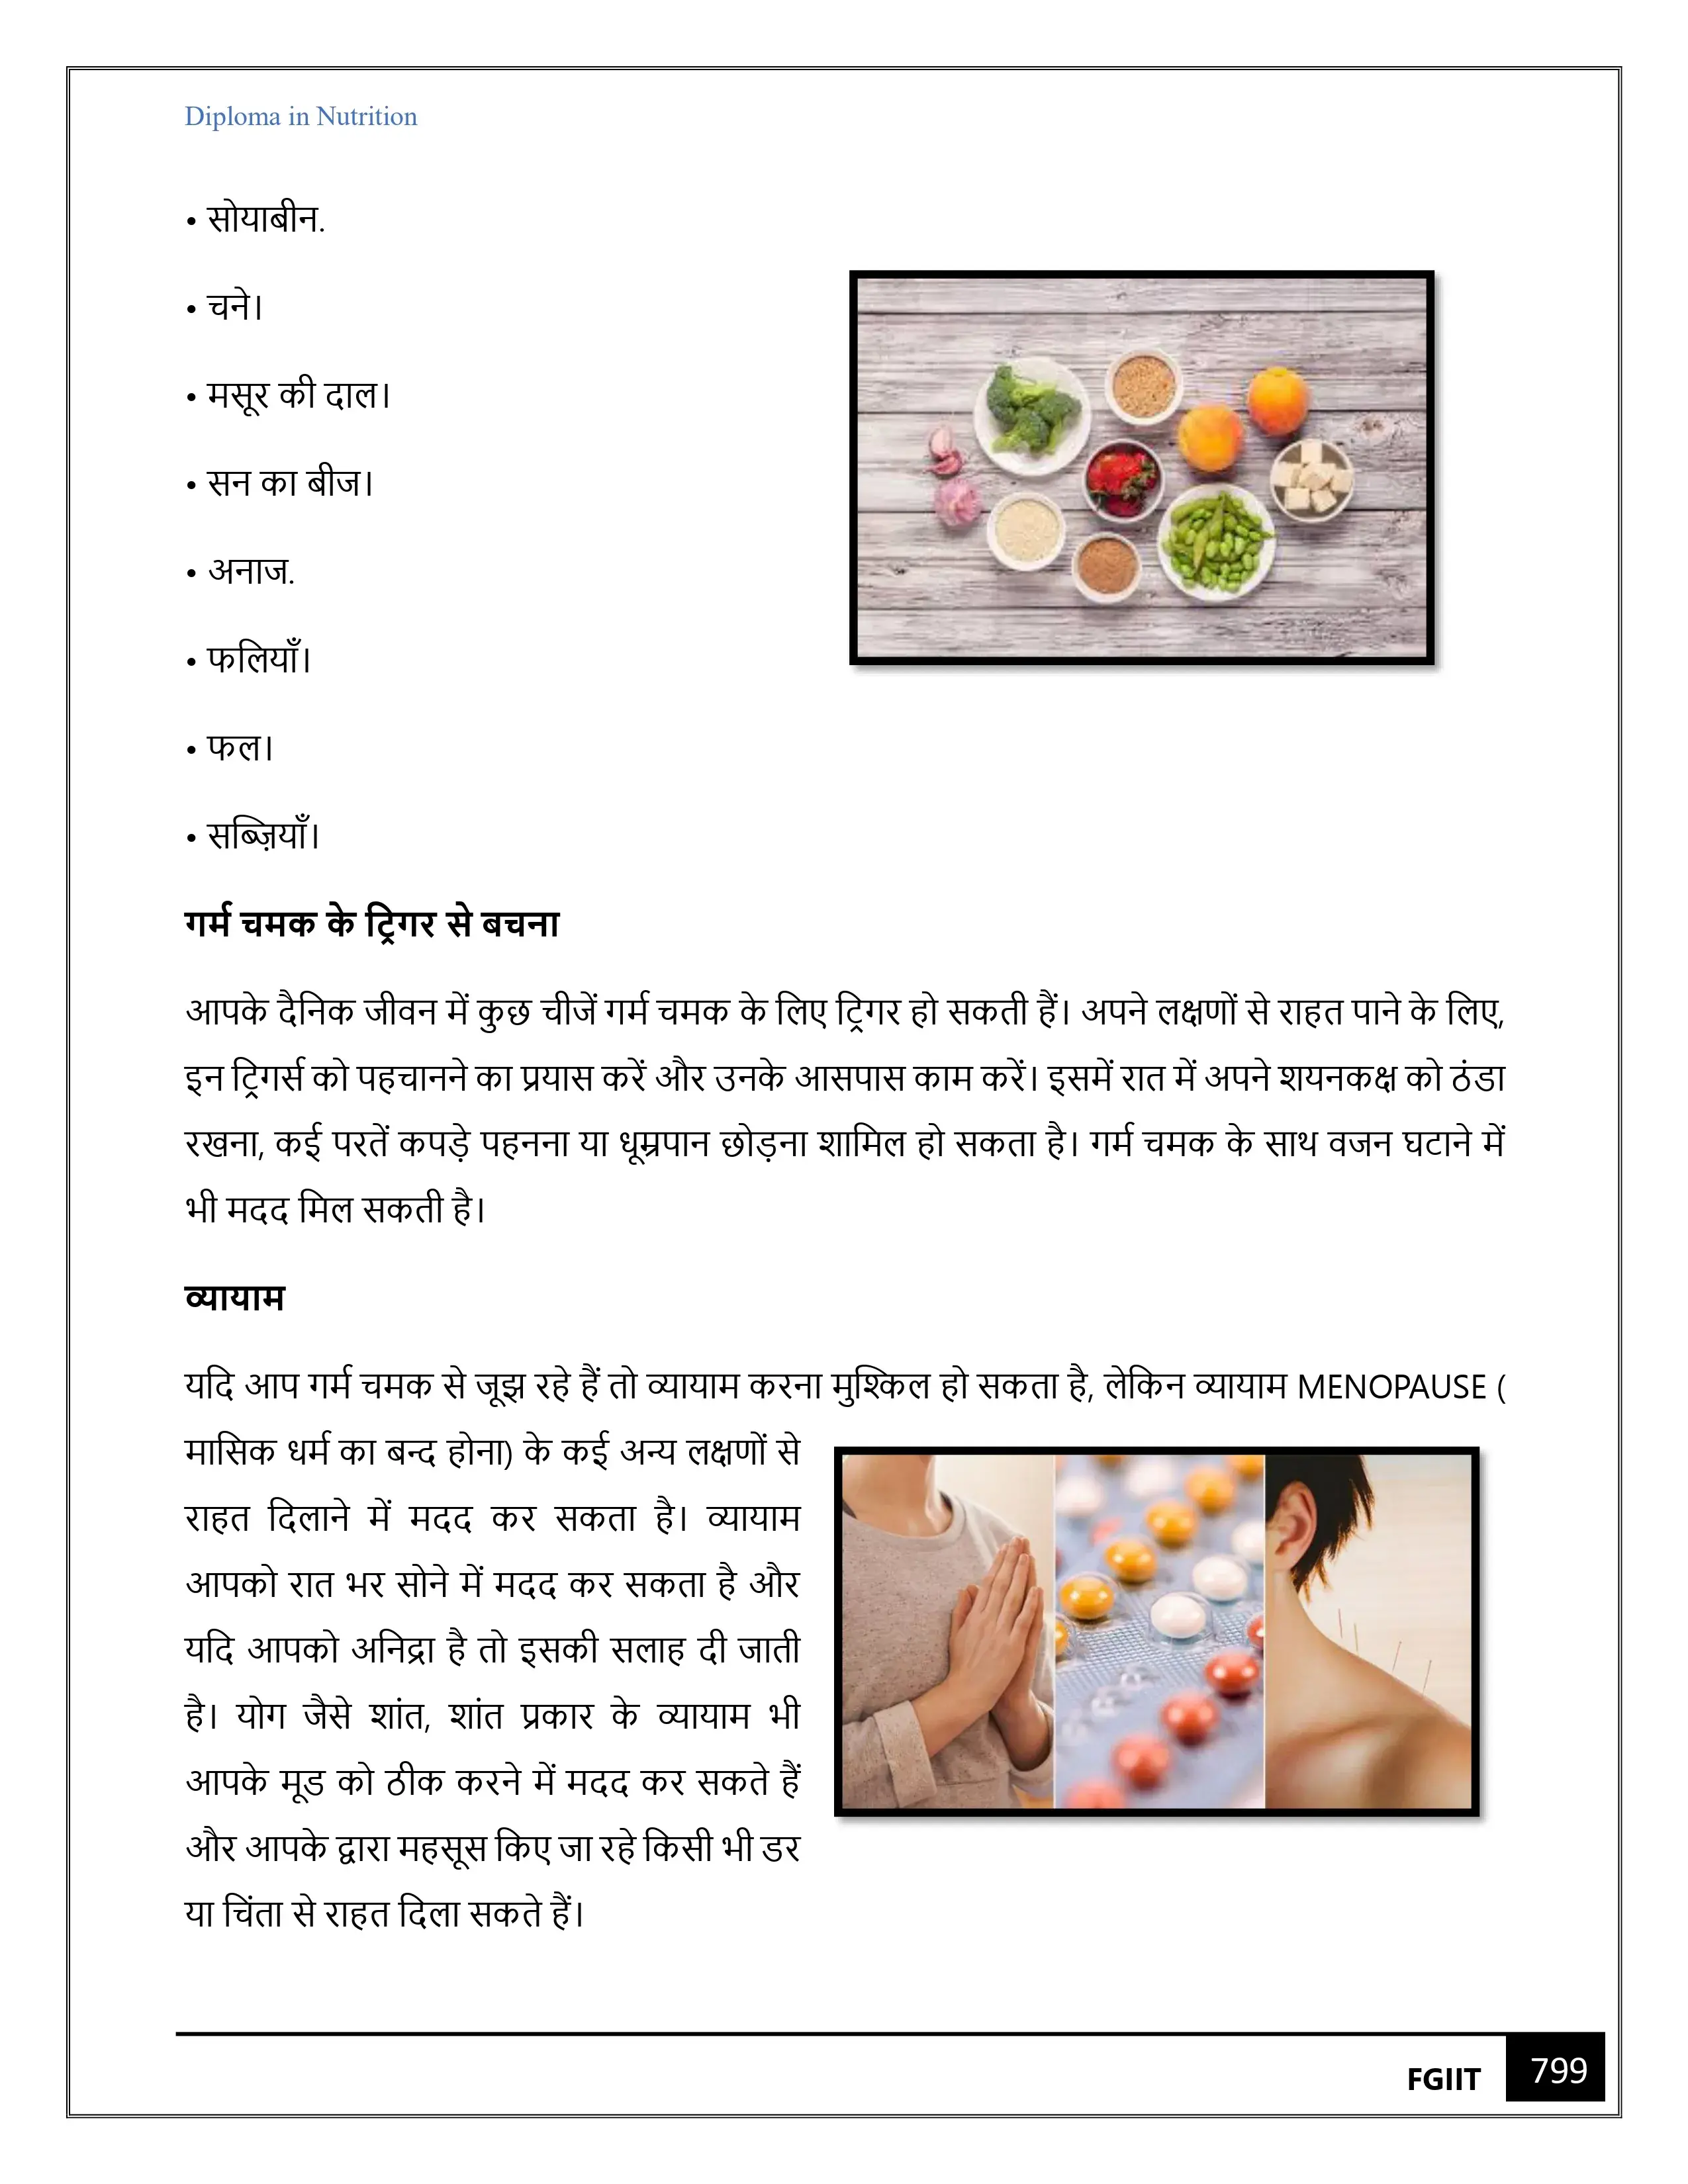 Diploma in Nutrition
• सोयाबीन.
• चने।
• मसूर की दाल।
• सन का बीज।
• अनाज.
• फलियाँ।
• फल।
• सब्ज़ियाँ।
गर्म चमक के ट्रिगर से बचना
आपके दैनिक जीवन में कुछ चीजें गर्म चमक के लिए ट्रिगर हो सकती हैं। अपने लक्षणों से राहत पाने के लिए,
इन ट्रिगर्स को पहचानने का प्रयास करें और उनके आसपास काम करें। इसमें रात में अपने शयनकक्ष को ठंडा
रखना, कई परतें कपड़े पहनना या धूम्रपान छोड़ना शामिल हो सकता है। गर्म चमक के साथ वजन घटाने में
भी मदद मिल सकती है।
व्यायाम
यदि आप गर्म चमक से जूझ रहे हैं तो व्यायाम करना मुश्किल हो सकता है, लेकिन व्यायाम MENOPAUSE (
मासिक धर्म का बन्द होना) के कई अन्य लक्षणों से
राहत दिलाने में मदद कर सकता है। व्यायाम
आपको रात भर सोने में मदद कर सकता है और
यदि आपको अनिद्रा है तो इसकी सलाह दी जाती
है। योग जैसे शांत, शांत प्रकार के व्यायाम भी
आपके मूड को ठीक करने में मदद कर सकते हैं
और आपके द्वारा महसूस किए जा रहे किसी भी डर
या चिंता से राहत दिला सकते हैं।
FGIIT 799